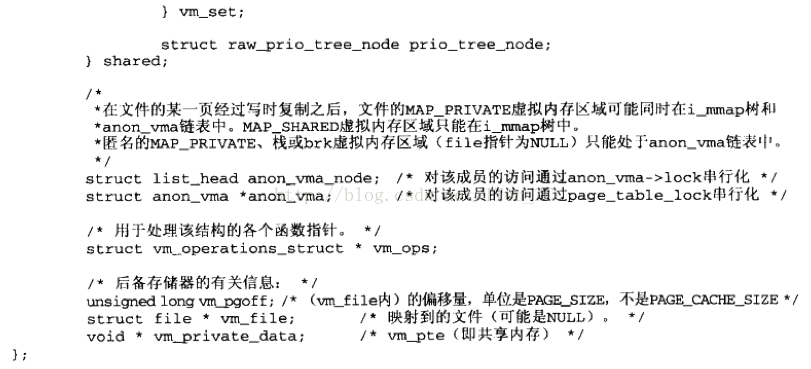 } vm_set;
struct raw_prio_tree_node prio_tree_node;
} shared;
/*
*在文件的某一页经过写时复制之后，文件的MAP_PRIVATE虚拟内存区域可能同时在i_mmap树和
*anon_vma链表中。MAP_SHARED虚拟内存区域只能在i_mmap树中。
*匿名的MAP_PRIVATE、栈或brk虚拟内存区域（file指针为NULL）只能处于anon_vma链表中。
*/
struct list_head anon_vma_node; /* 对该成员的访问通过anon_vma->lock串行化 */
struct anon_vma *anon_vma; /* 对该成员的访问通过page_table_lock串行化 */
/* 用于处理该结构的各个函数指针。 */
struct vm_operations_struct * vm_ops;
/* 后备存储器的有关信息： */
unsigned long vm_pgoff; /* （vm_file内）的偏移量，单位是PAGE_SIZE，不是PAGE_CACHE_SIZE */
struct file * vm_file; /* 映射到的文件（可能是NULL）。 */
void * vm_private_data; /* vm_pte（即共享内存） */
};